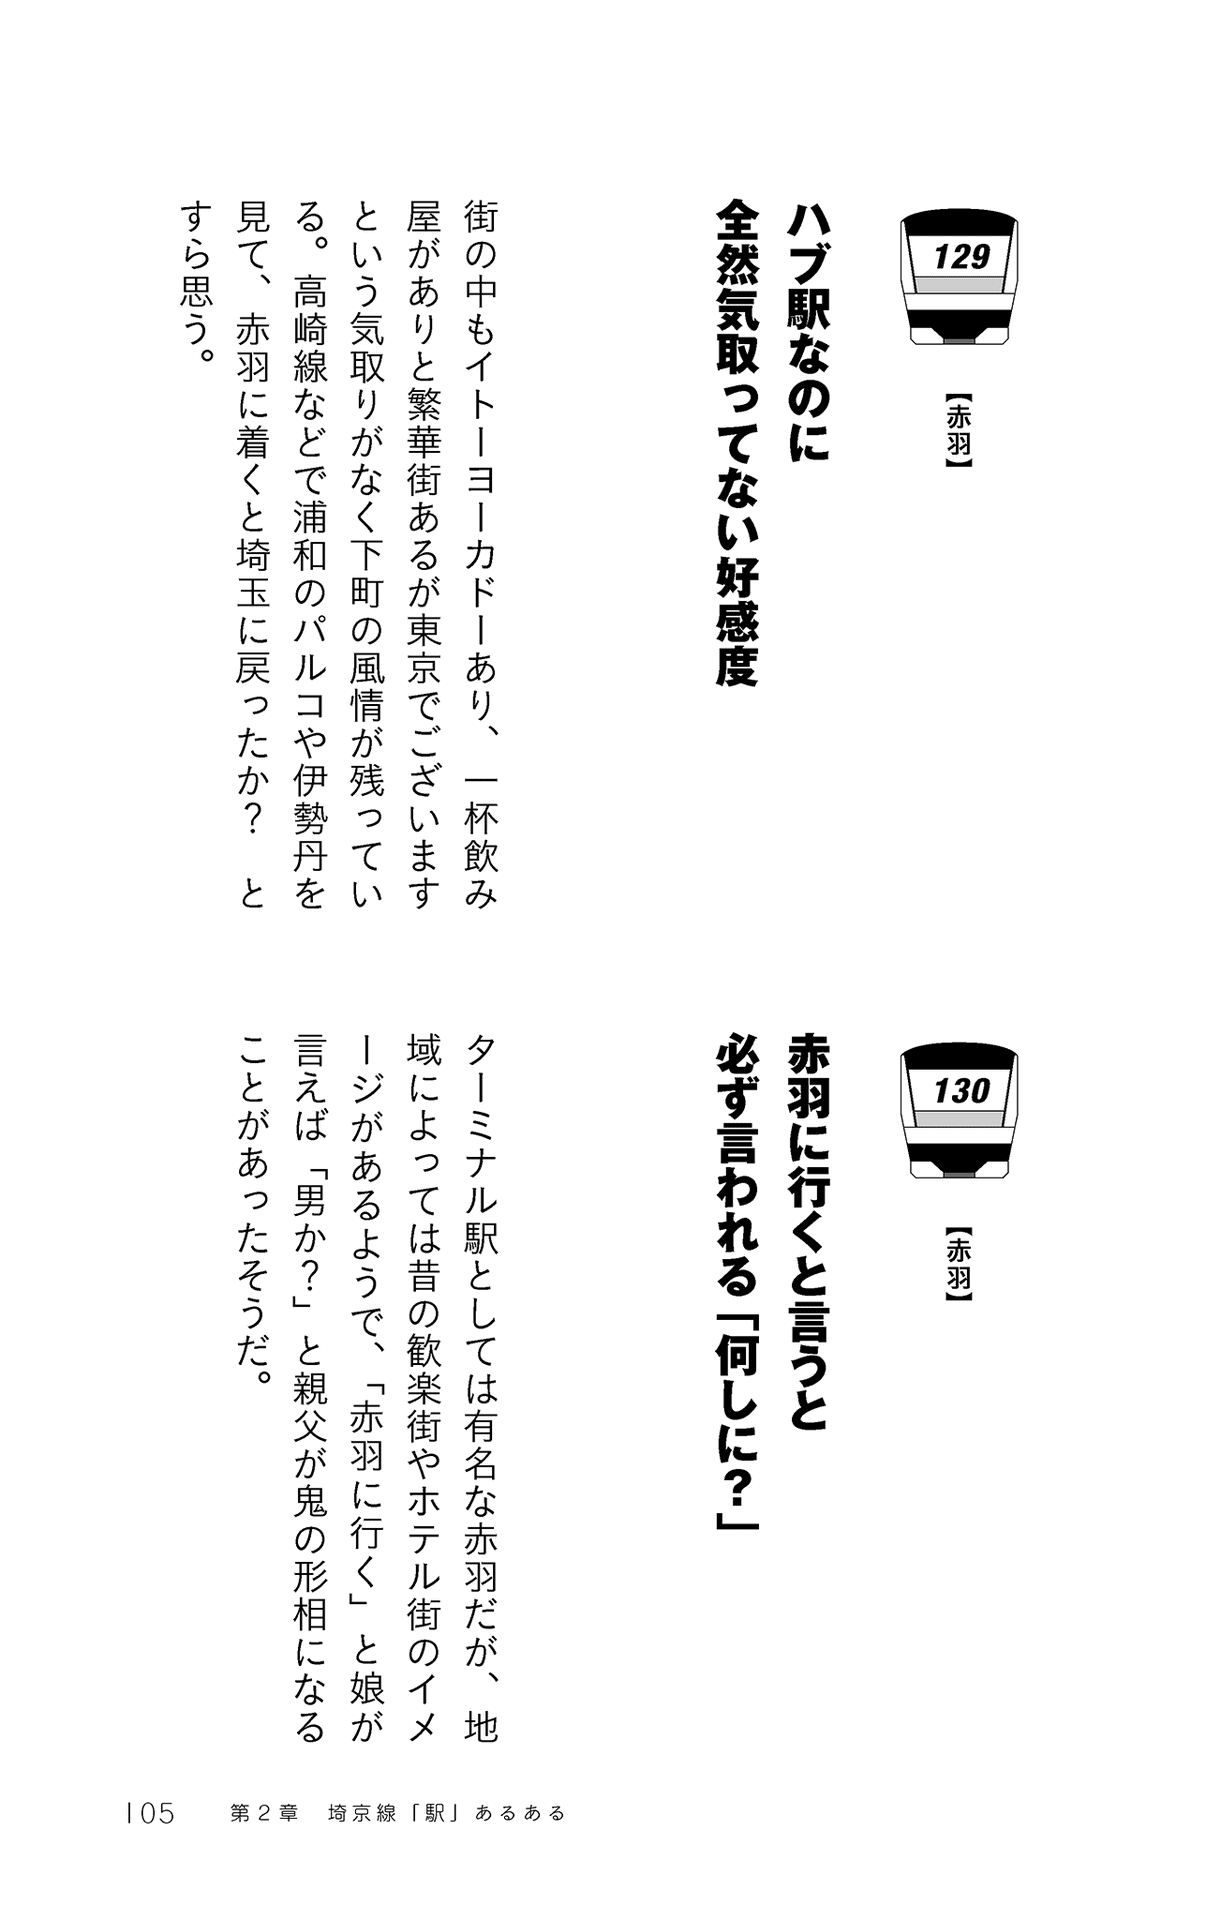 129
【赤羽】
ハブ駅なのに
全然気取ってない好感度
街の中もイトーヨーカドーあり、一杯飲み
屋がありと繁華街あるが東京でございます
という気取りがなく下町の風情が残ってい
る。高崎線などで浦和のパルコや伊勢丹を
見て、赤羽に着くと埼玉に戻ったか?　と
すら思う。
130
【赤羽】
赤羽に行くと言うと
必ず言われる「何しに?」
ターミナル駅としては有名な赤羽だが、地
域によっては昔の歓楽街やホテル街のイメ
ージがあるようで、「赤羽に行く」と娘が
言えば「男か?」と親父が鬼の形相になる
ことがあったそうだ。
105　第2章　埼京線「駅」あるある